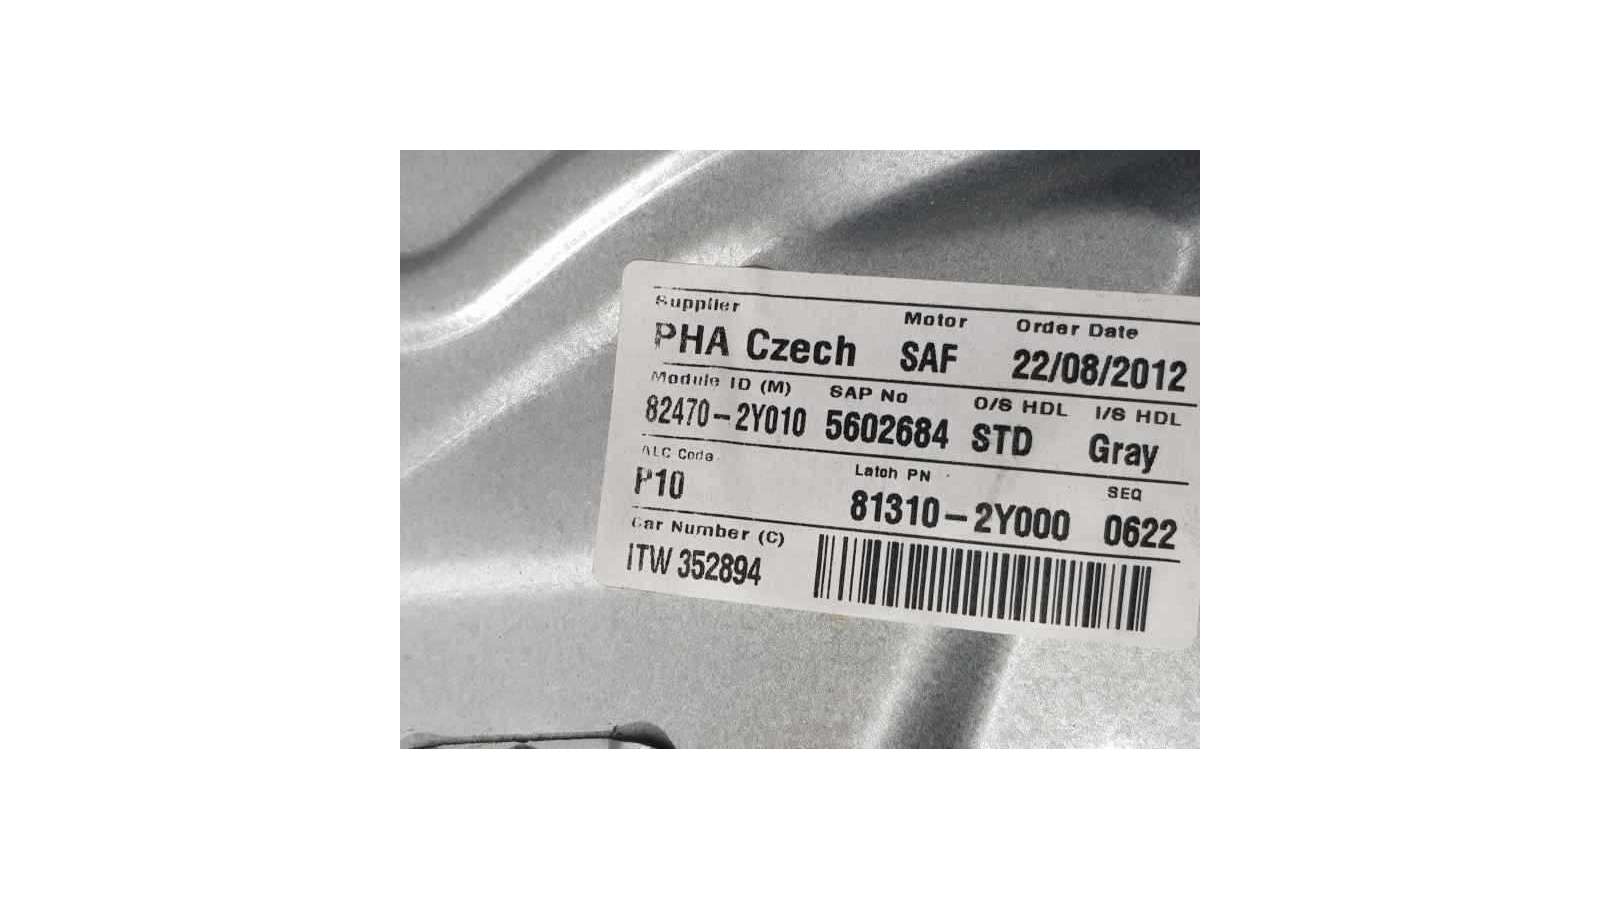 Supplier Motor Order Date
PHA Czech SAF 22/08/2012
Module ID (M) SAP No O/S HDL I/S HDL
82470-2Y010 5602684 STD Gray
ALC Code Latch PN SEQ
P10 81310-2Y000 0622
Car Number (C)
ITW 352894